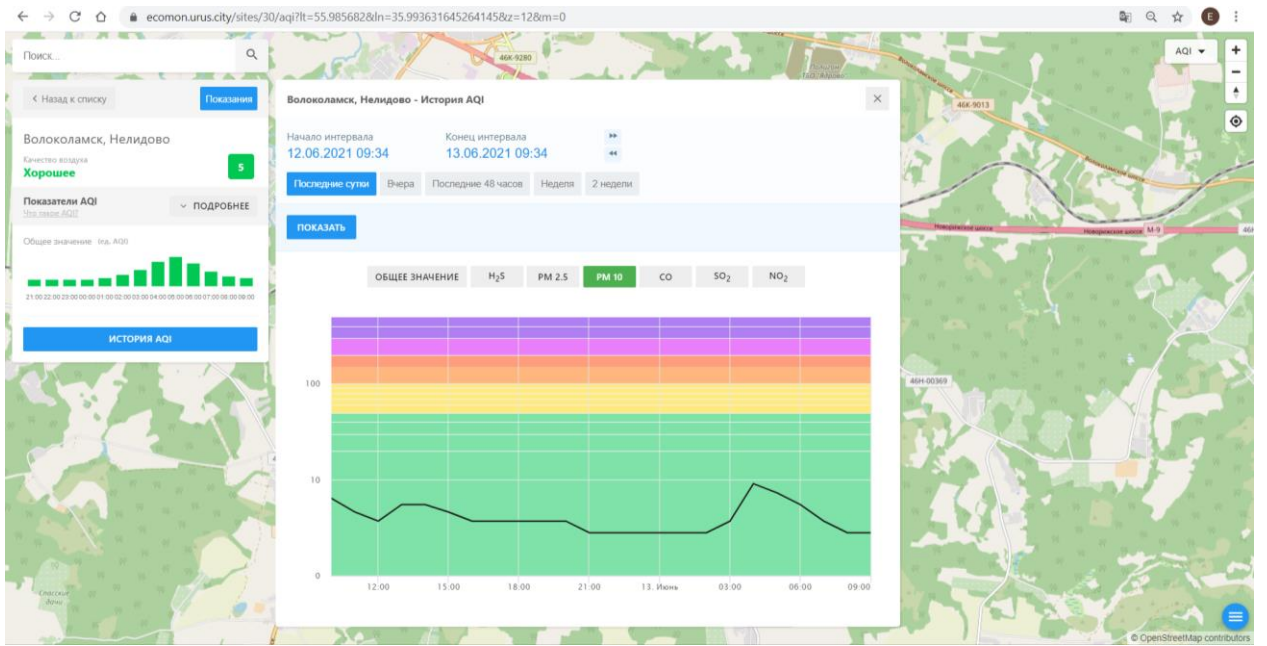 ecomon.urus.city/sites/30/aqi?lt=55.985682&ln=35.993631645264145&z=12&m=0
E
Поиск...
46К-9280
AQI
+
−
< Назад к списку
Показания
Волоколамск, Нелидово - История AQI
×
46К-9013
Волоколамск, Нелидово
Качество воздуха
Хорошее
5
Начало интервала
Конец интервала
12.06.2021 09:34
13.06.2021 09:34
Последние сутки
Вчера
Последние 48 часов
Неделя
2 недели
Показатели AQI
Что такое AQI?
ПОДРОБНЕЕ
ПОКАЗАТЬ
Новорижское шоссе
Новорижское шоссе
М-9
Общее значение (ед. AQI)
21:00 22:00 23:00 00:00 01:00 02:00 03:00 04:00 05:00 06:00 07:00 08:00 09:00
ОБЩЕЕ ЗНАЧЕНИЕ
H₂S
PM 2.5
PM 10
CO
SO₂
NO₂
ИСТОРИЯ AQI
100
46Н-00369
10
0
12:00
15:00
18:00
21:00
13. Июнь
03:00
06:00
09:00
Спасские
дачи
© OpenStreetMap contributors